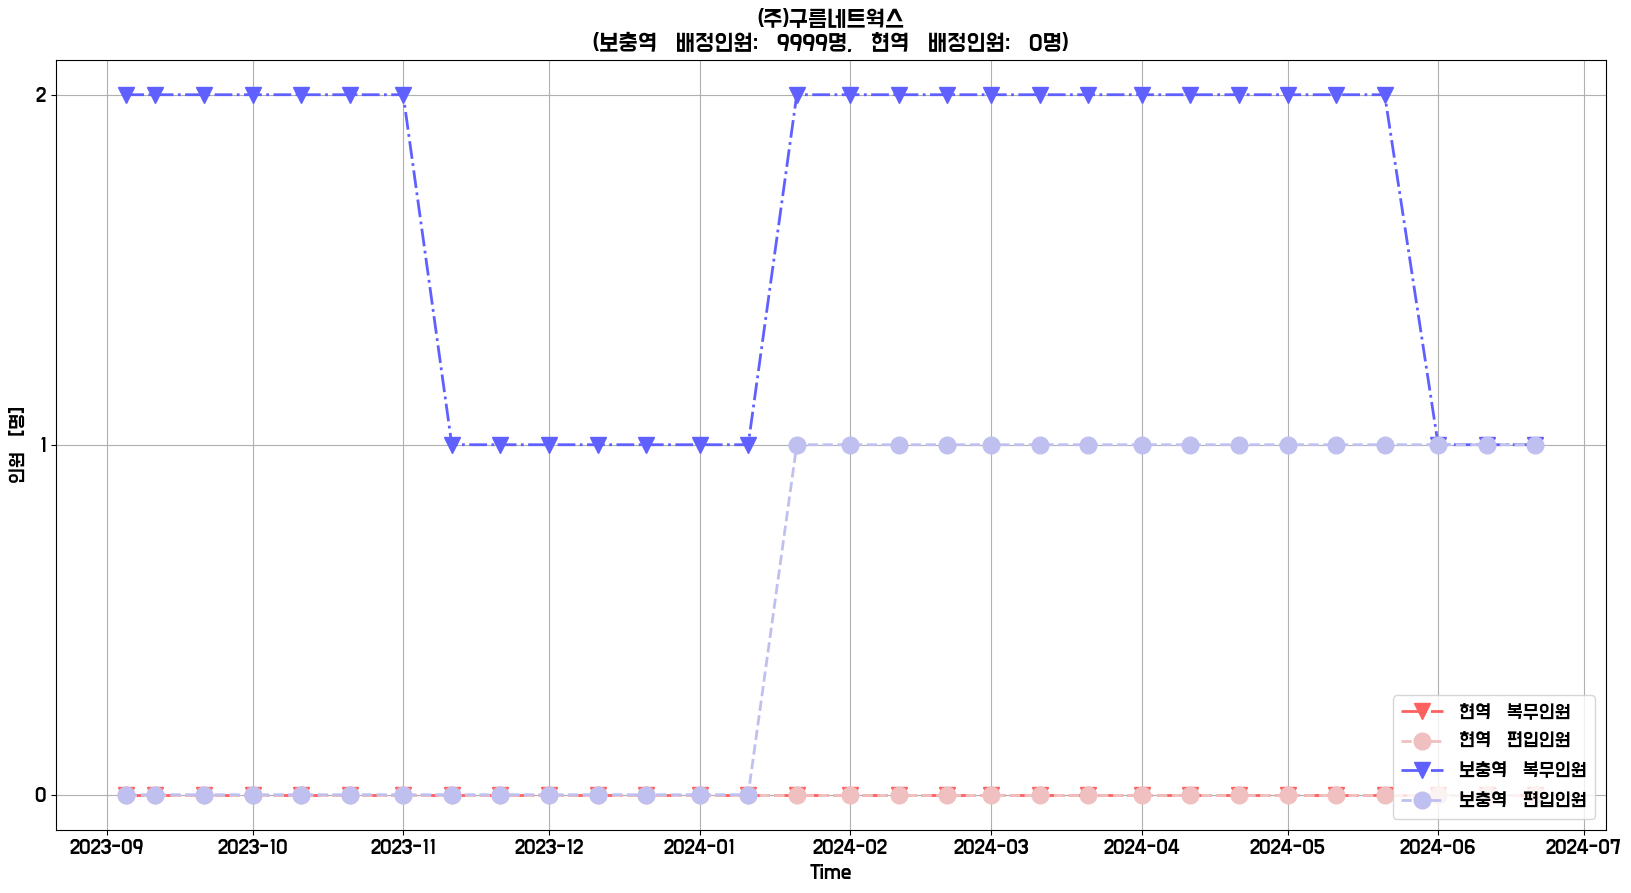 (주)구름네트웍스
(보충역 배정인원: 9999명, 현역 배정인원: 0명)
인원 [명]
2
1
0
현역 복무인원
현역 편입인원
보충역 복무인원
보충역 편입인원
2023-09 2023-10 2023-11 2023-12 2024-01 2024-02 2024-03 2024-04 2024-05 2024-06 2024-07
Time